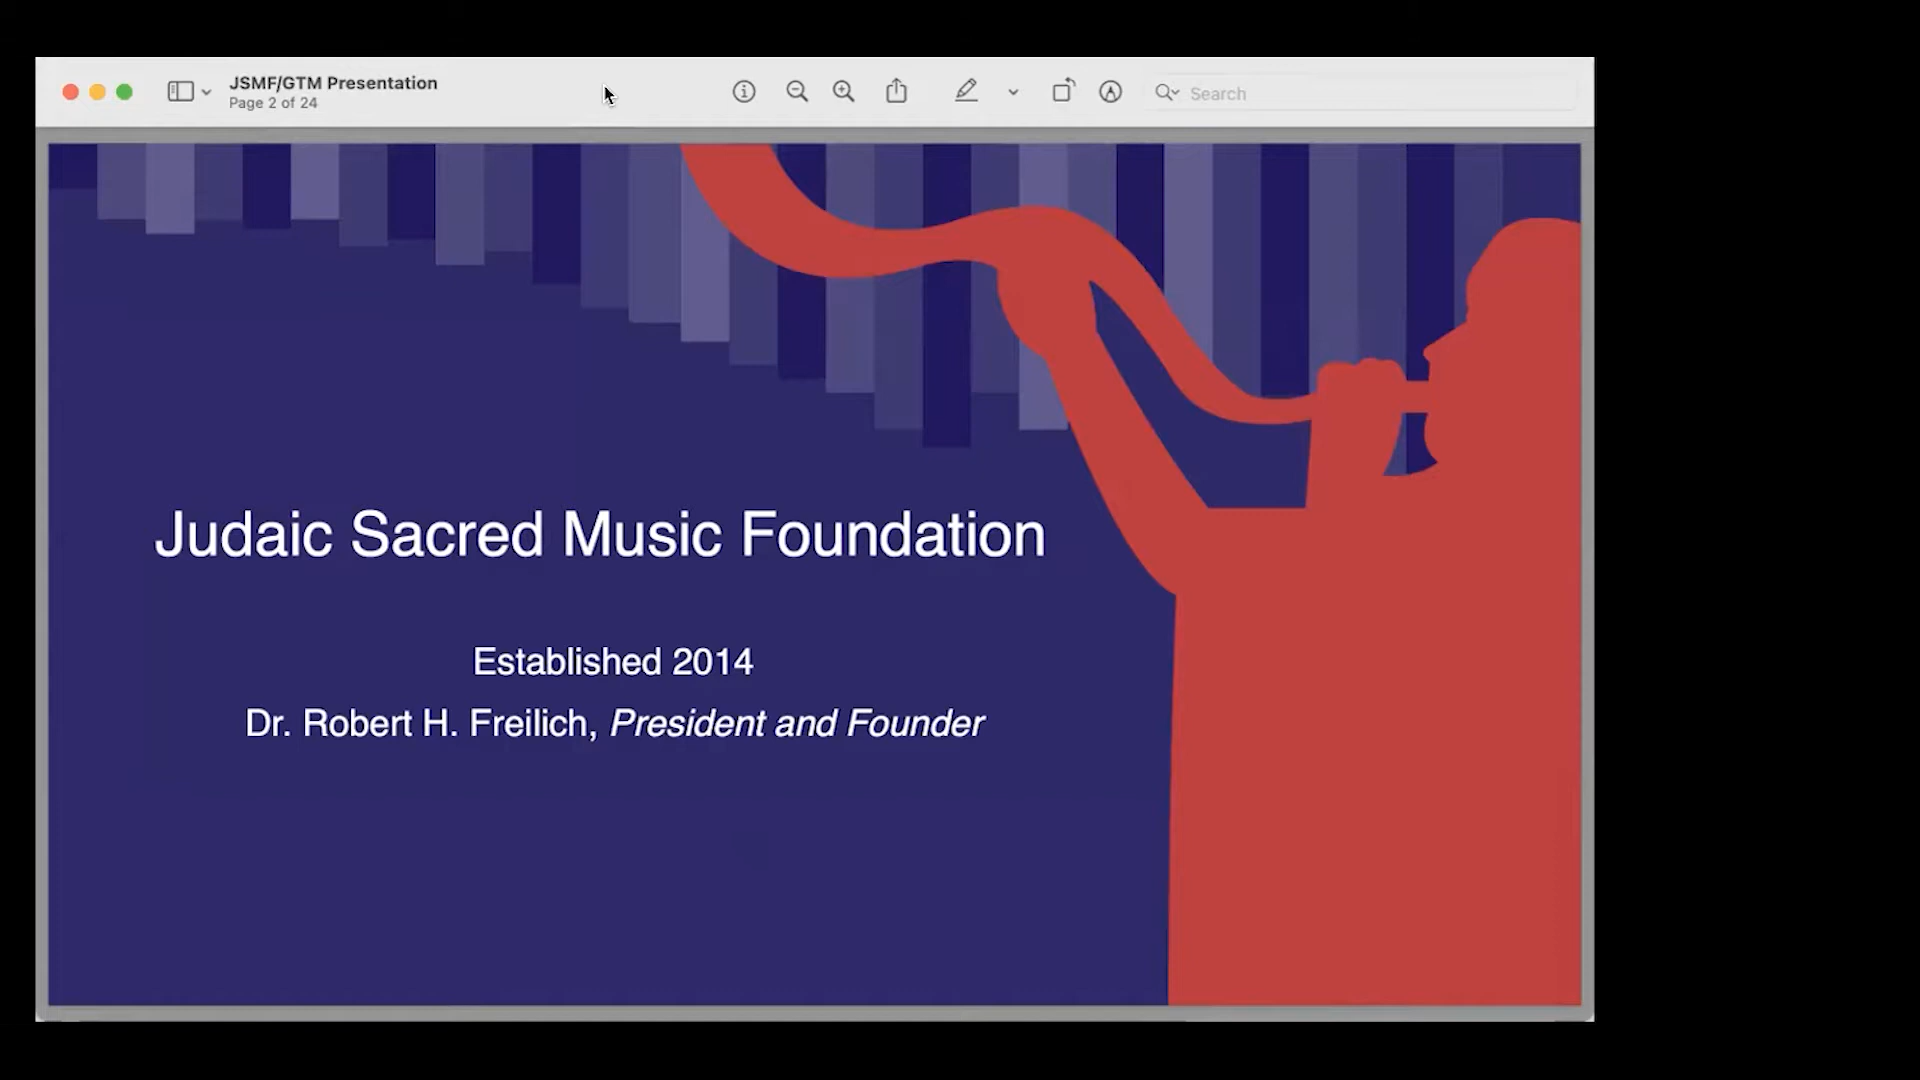 JSMF/GTM Presentation
Page 2 of 24
Search
Judaic Sacred Music Foundation
Established 2014
Dr. Robert H. Freilich, President and Founder